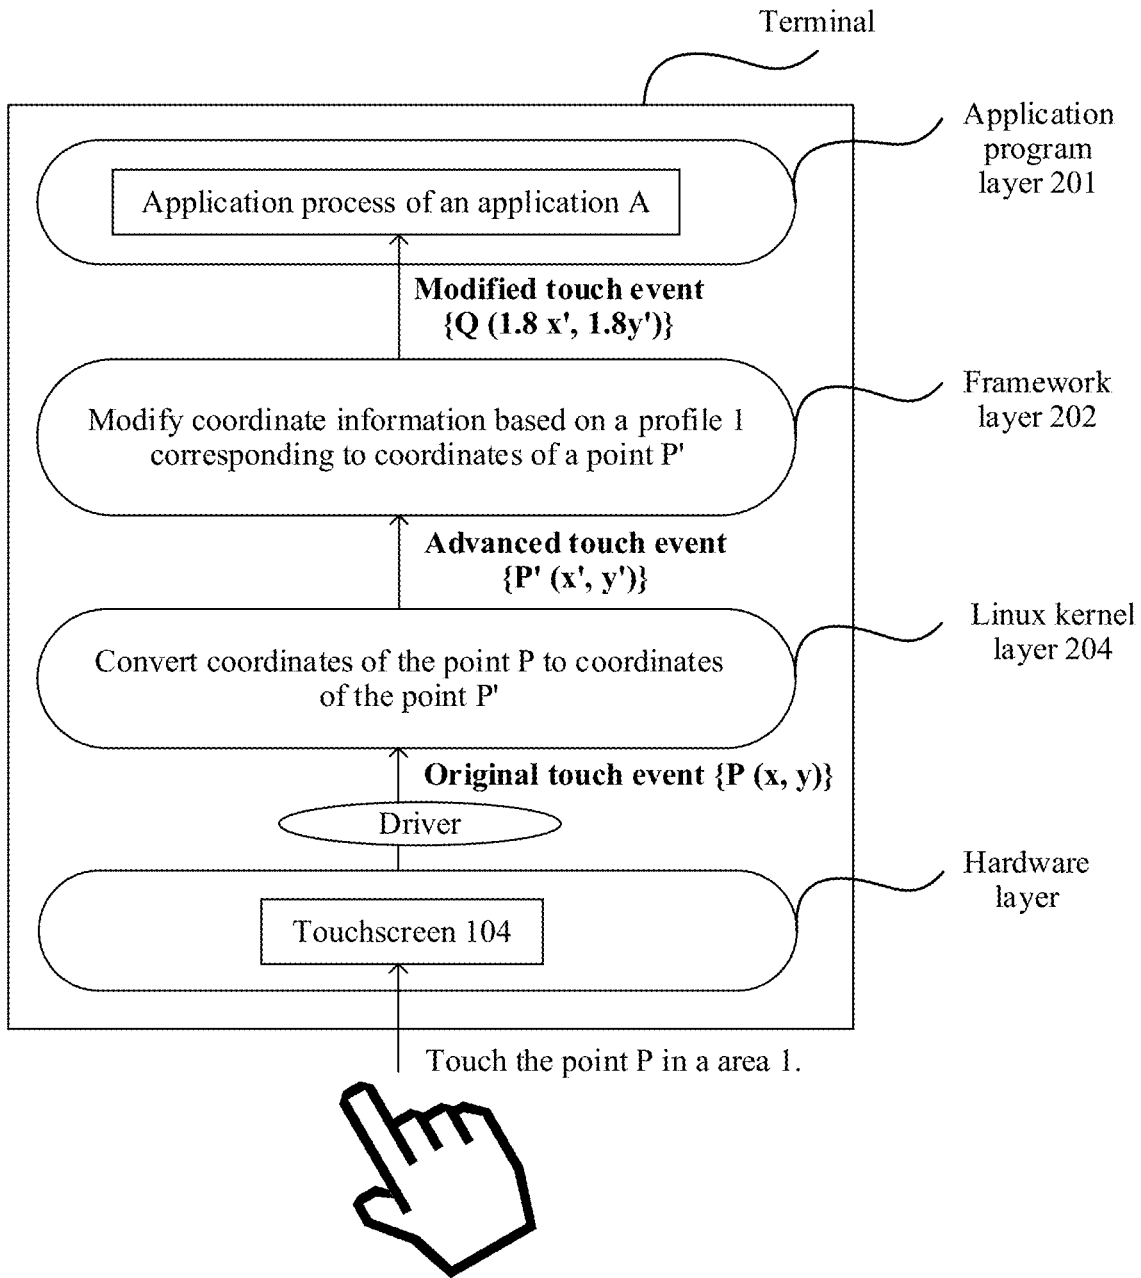 Terminal
Application
program
layer 201
Application process of an application A
Modified touch event
{Q (1.8 x', 1.8y')}
Framework
layer 202
Modify coordinate information based on a profile 1
corresponding to coordinates of a point P'
Advanced touch event
{P' (x', y')}
Linux kernel
layer 204
Convert coordinates of the point P to coordinates
of the point P'
Original touch event {P (x, y)}
Driver
Hardware
layer
Touchscreen 104
Touch the point P in a area 1.